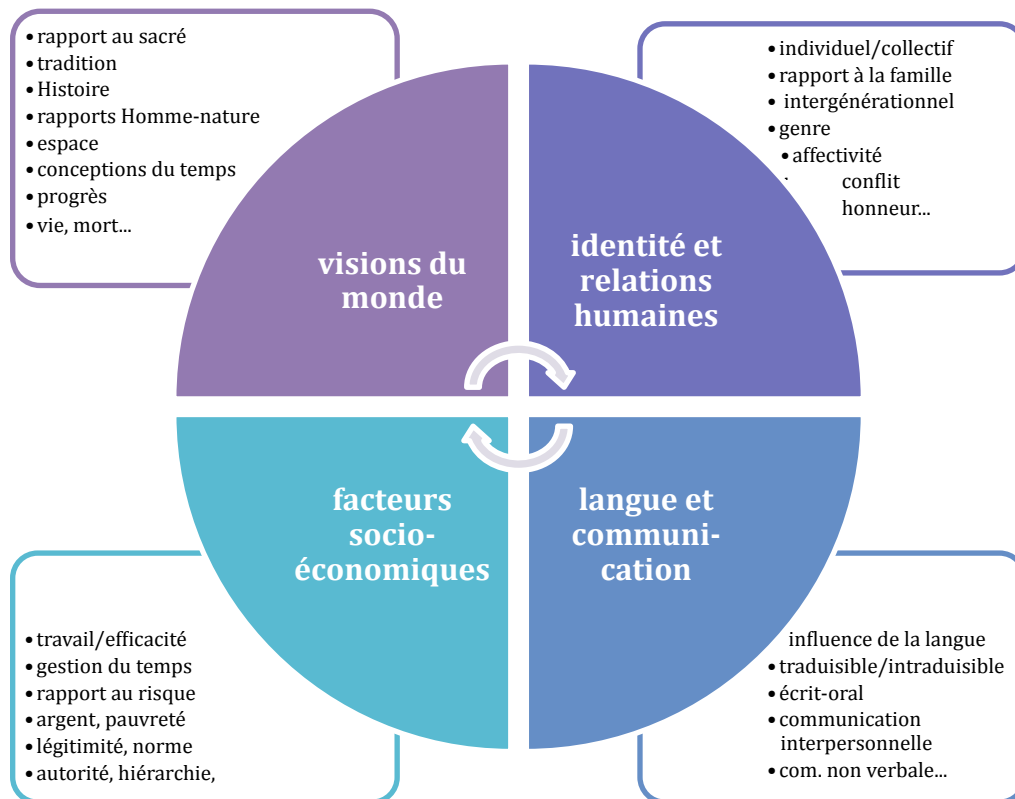 • rapport au sacré
• tradition
• Histoire
• rapports Homme-nature
• espace
• conceptions du temps
• progrès
• vie, mort...
• individuel/collectif
• rapport à la famille
• intergénérationnel
• genre
• affectivité
conflit
honneur...
visions du
monde
identité et
relations
humaines
facteurs
socio-
économiques
langue et
communi-
cation
• travail/efficacité
• gestion du temps
• rapport au risque
• argent, pauvreté
• légitimité, norme
• autorité, hiérarchie,
influence de la langue
• traduisible/intraduisible
• écrit-oral
• communication
interpersonnelle
• com. non verbale...